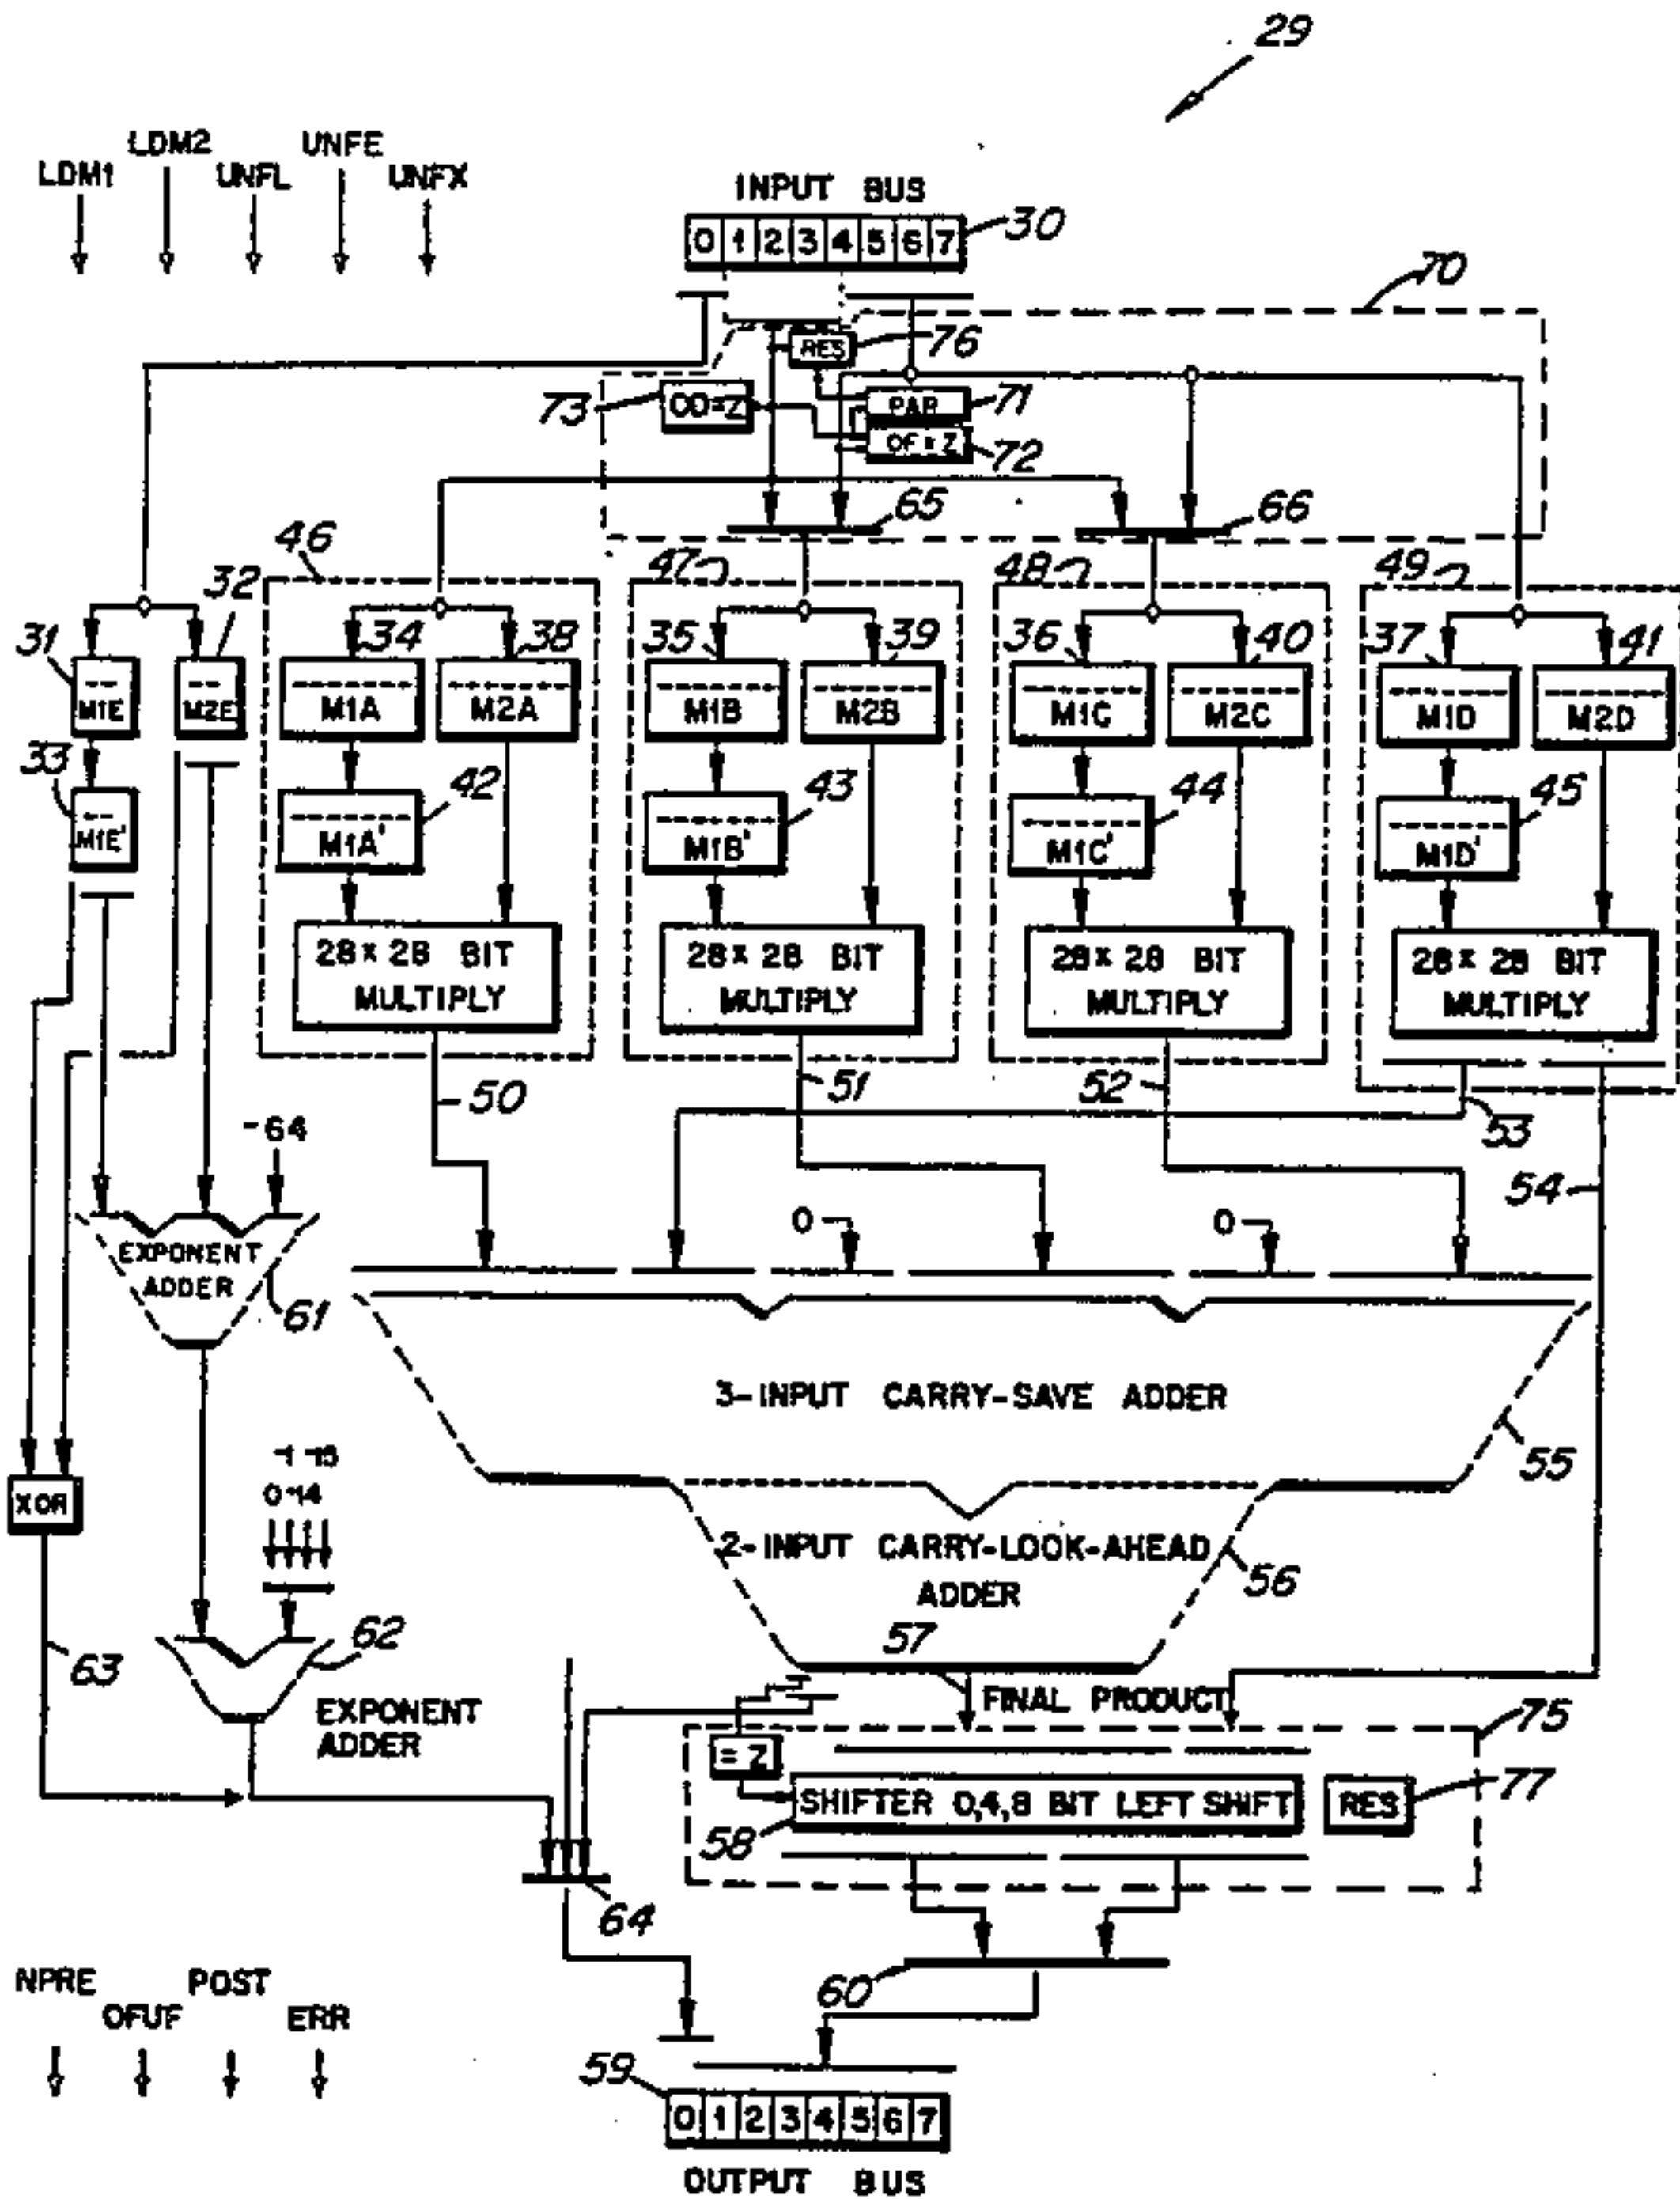 29
LDM1 LDM2 UNFL UNFE UNFX
INPUT BUS
0 1 2 3 4 5 6 7
30
70
RES
76
73
OD=Z
PAR
71
OF=Z
72
65
66
46
47
48
49
31
32
34
38
35
39
36
40
37
41
M1E
M2E
M1A
M2A
M1B
M2B
M1C
M2C
M1D
M2D
33
42
43
44
45
M1E'
M1A'
M1B'
M1C'
M1D'
28 x 28 BIT
MULTIPLY
28 x 28 BIT
MULTIPLY
28 x 28 BIT
MULTIPLY
28 x 28 BIT
MULTIPLY
50
51
52
53
54
-64
0
0
EXPONENT
ADDER
61
3-INPUT CARRY-SAVE ADDER
55
XOR
-1 -15
0 -14
2-INPUT CARRY-LOOK-AHEAD
ADDER
56
57
63
62
EXPONENT
ADDER
FINAL PRODUCT
75
= Z
SHIFTER 0,4,8 BIT LEFT SHIFT
58
RES
77
64
60
NPRE OFUF POST ERR
59
0 1 2 3 4 5 6 7
OUTPUT BUS